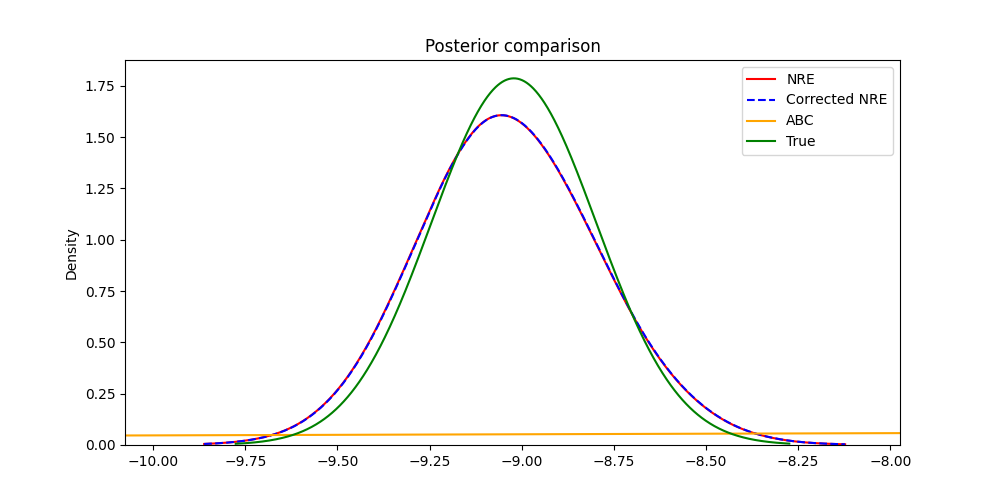 Posterior comparison
NRE
Corrected NRE
ABC
True
Density
1.75
1.50
1.25
1.00
0.75
0.50
0.25
0.00
−10.00 −9.75 −9.50 −9.25 −9.00 −8.75 −8.50 −8.25 −8.00